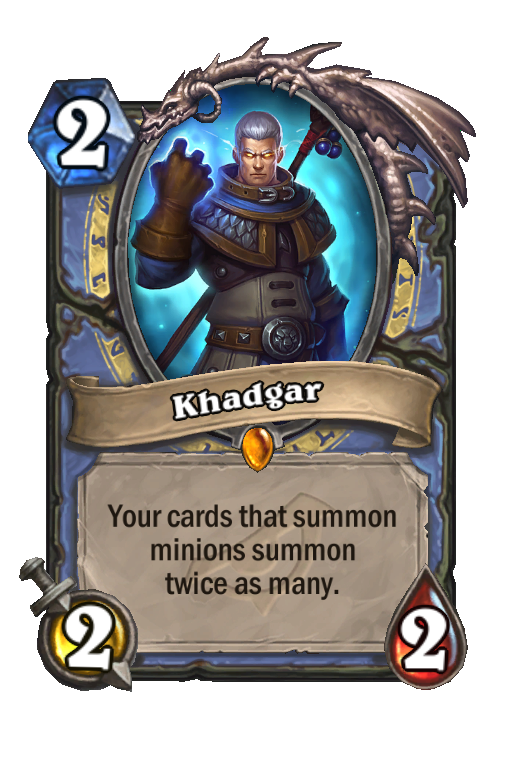 2
Khadgar
Your cards that summon
minions summon
twice as many.
2
2